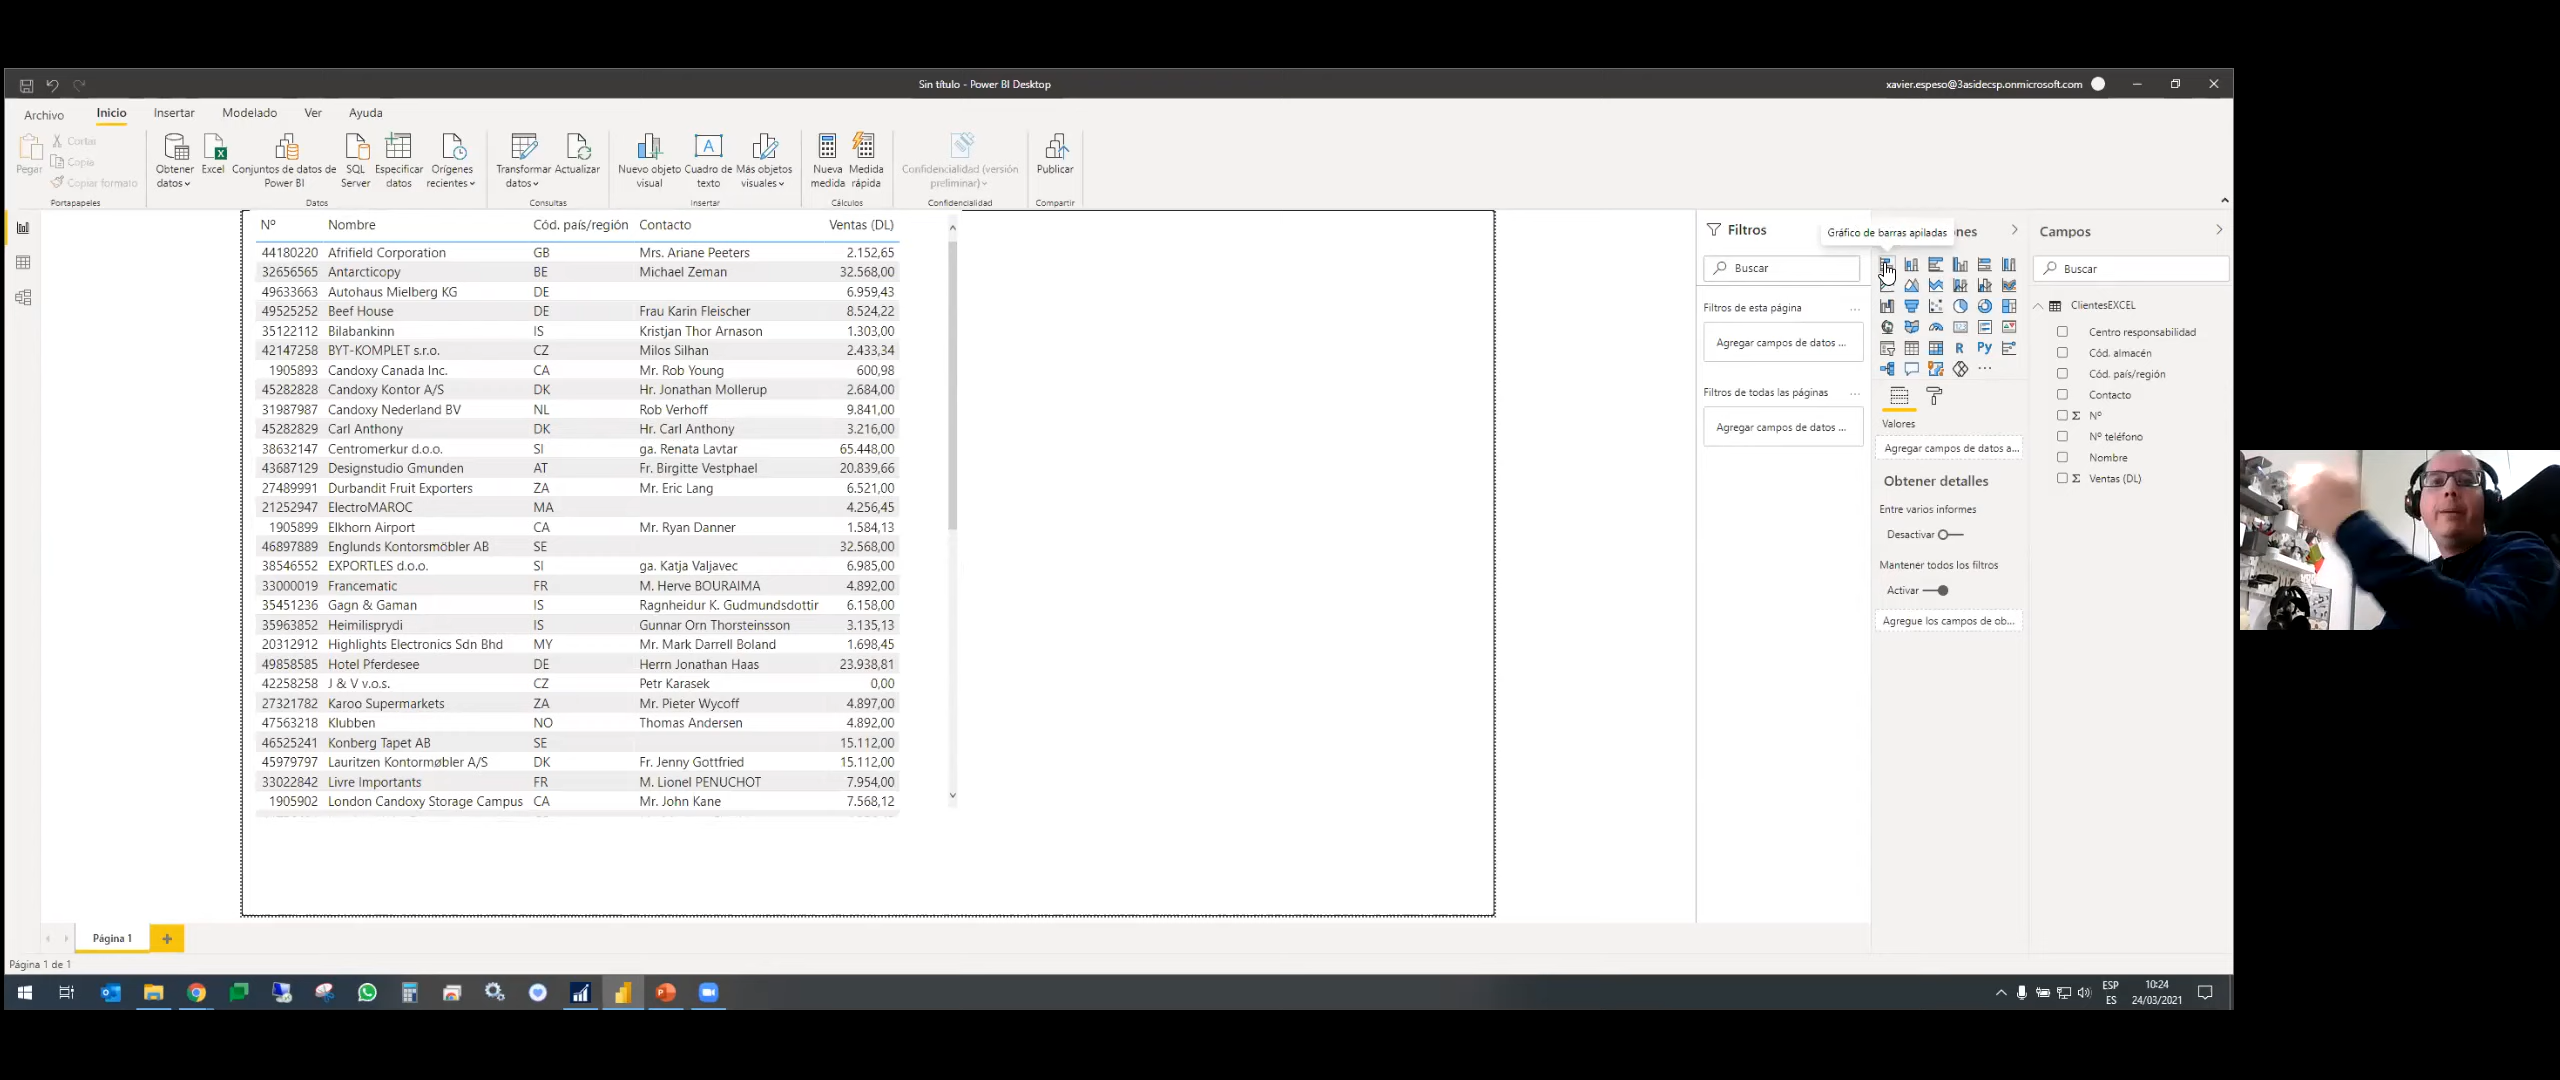 Sin título - Power BI Desktop
xavier.espeso@3asidecsp.onmicrosoft.com
Archivo Inicio Insertar Modelado Ver Ayuda
Pegar
Cortar
Copie
Copiar formato
Portapapeles
Obtener datos
Excel
Conjuntos de datos de Power BI
SQL Server
Especificar datos
Orígenes recientes
Datos
Transformar datos
Actualizar
Consultas
Nuevo objeto visual
Cuadro de texto
Más objetos visuales
Insertar
Nueva medida
Medida rápida
Cálculos
Confidencialidad (versión preliminar)
Confidencialidad
Publicar
Compartir
Nº Nombre Cód. país/región Contacto Ventas (DL)
44180220 Afrifield Corporation GB Mrs. Ariane Peeters 2.152,65
32656565 Antarcticopy BE Michael Zeman 32.568,00
49633663 Autohaus Mielberg KG DE 6.959,43
49525252 Beef House DE Frau Karin Fleischer 8.524,22
35122112 Bilabankinn IS Kristjan Thor Arnason 1.303,00
42147258 BYT-KOMPLET s.r.o. CZ Milos Silhan 2.433,34
1905893 Candoxy Canada Inc. CA Mr. Rob Young 600,98
45282828 Candoxy Kontor A/S DK Hr. Jonathan Mollerup 2.684,00
31987987 Candoxy Nederland BV NL Rob Verhoff 9.841,00
45282829 Carl Anthony DK Hr. Carl Anthony 3.216,00
38632147 Centromerkur d.o.o. SI ga. Renata Lavtar 65.448,00
43687129 Designstudio Gmunden AT Fr. Birgitte Vestphael 20.839,66
27489991 Durbandit Fruit Exporters ZA Mr. Eric Lang 6.521,00
21252947 ElectroMAROC MA 4.256,45
1905899 Elkhorn Airport CA Mr. Ryan Danner 1.584,13
46897889 Englunds Kontorsmöbler AB SE 32.568,00
38546552 EXPORTLES d.o.o. SI ga. Katja Valjavec 6.985,00
33000019 Francematic FR M. Herve BOURAIMA 4.892,00
35451236 Gagn & Gaman IS Ragnheidur K. Gudmundsdottir 6.158,00
35963852 Heimilisprydi IS Gunnar Orn Thorsteinsson 3.135,13
20312912 Highlights Electronics Sdn Bhd MY Mr. Mark Darrell Boland 1.698,45
49858585 Hotel Pferdesee DE Herrn Jonathan Haas 23.938,81
42258258 J & V v.o.s. CZ Petr Karasek 0,00
27321782 Karoo Supermarkets ZA Mr. Pieter Wycoff 4.897,00
47563218 Klubben NO Thomas Andersen 4.892,00
46525241 Konberg Tapet AB SE 15.112,00
45979797 Lauritzen Kontormøbler A/S DK Fr. Jenny Gottfried 15.112,00
33022842 Livre Importants FR M. Lionel PENUCHOT 7.954,00
1905902 London Candoxy Storage Campus CA Mr. John Kane 7.568,12
Filtros
Buscar
Filtros de esta página ...
Agregar campos de datos ...
Filtros de todas las páginas ...
Agregar campos de datos ...
Gráfico de barras apiladas
nes
R Py
...
Valores
Agregar campos de datos a...
Obtener detalles
Entre varios informes
Desactivar
Mantener todos los filtros
Activar
Agregue los campos de ob...
Campos
Buscar
ClientesEXCEL
Centro responsabilidad
Cód. almacén
Cód. país/región
Contacto
Σ Nº
Nº teléfono
Nombre
Σ Ventas (DL)
Página 1
Página 1 de 1
ESP
ES
10:24
24/03/2021